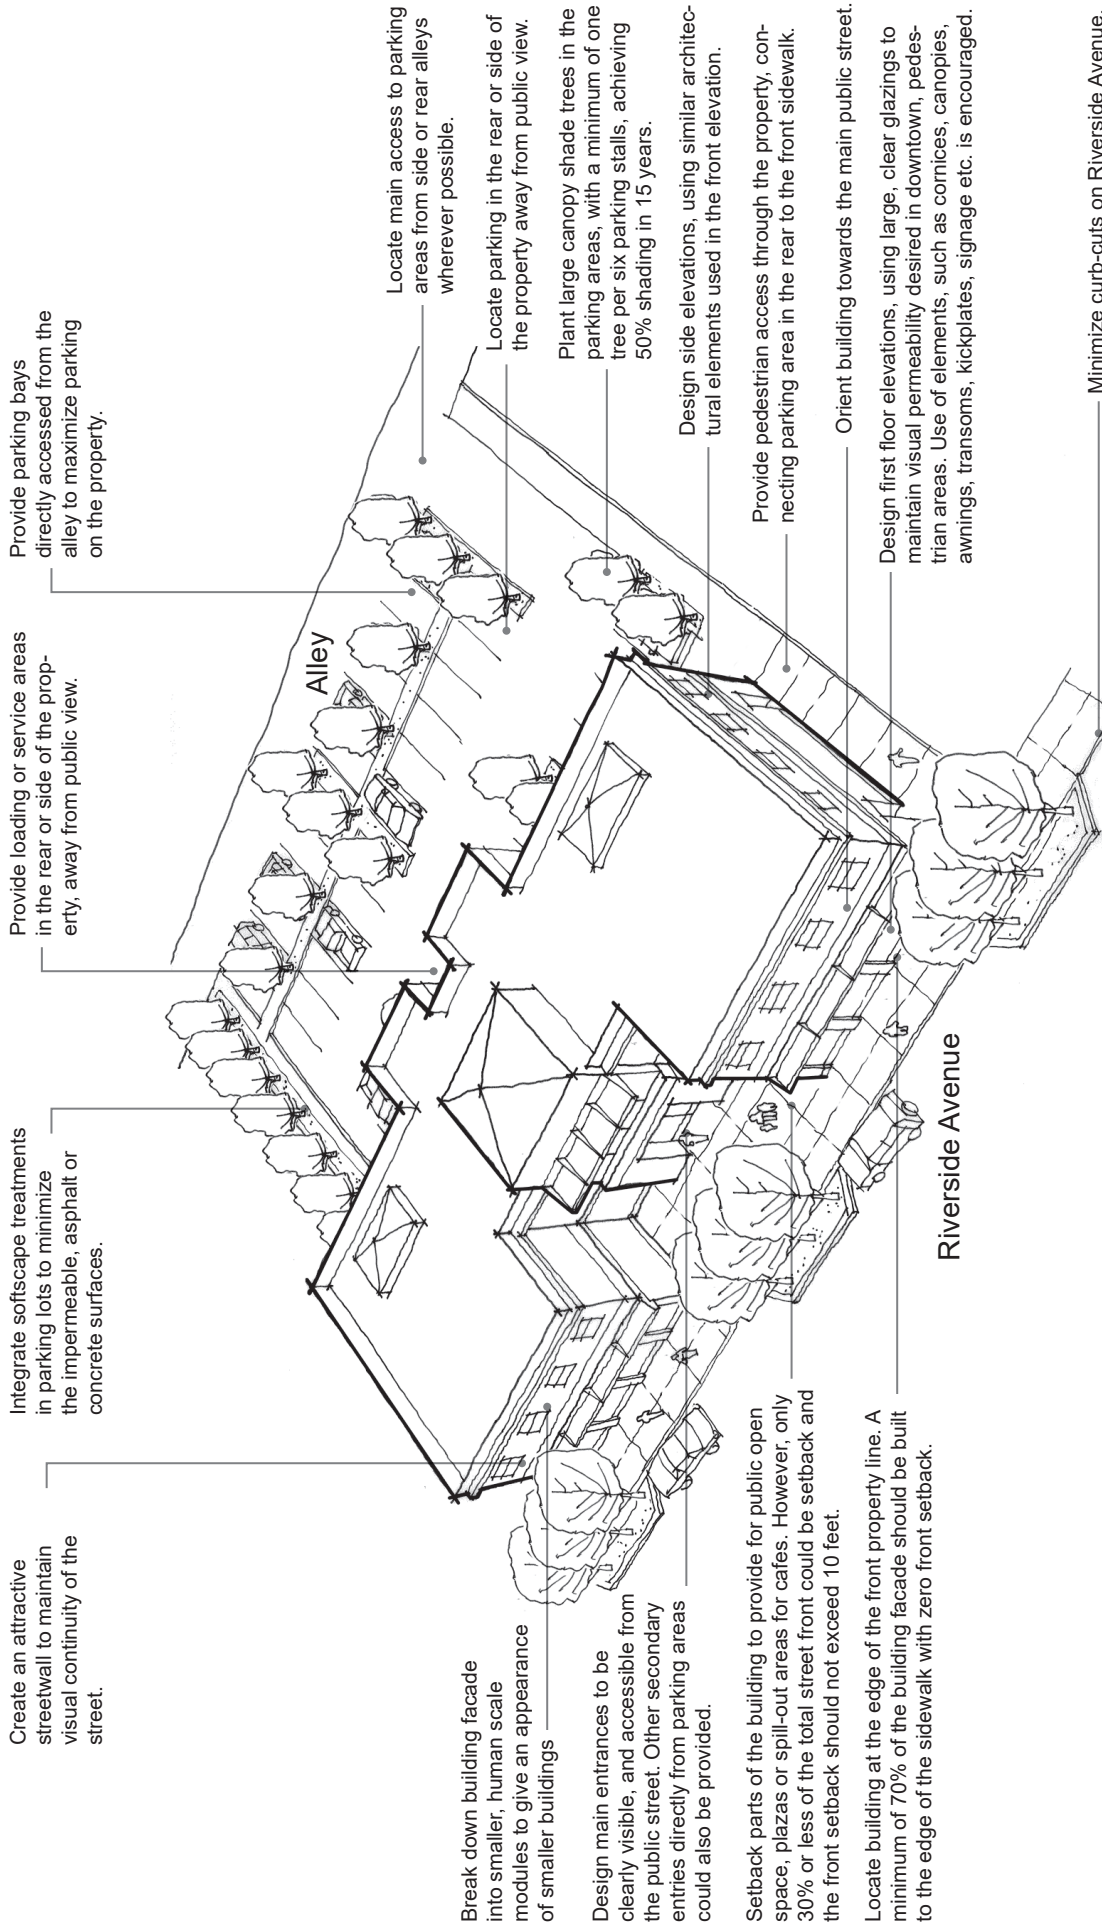 Create an attractive
streetwall to maintain
visual continuity of the
street.
Integrate softscape treatments
in parking lots to minimize
the impermeable, asphalt or
concrete surfaces.
Provide loading or service areas
in the rear or side of the prop-
erty, away from public view.
Provide parking bays
directly accessed from the
alley to maximize parking
on the property.
Alley
Locate main access to parking
areas from side or rear alleys
wherever possible.
Locate parking in the rear or side of
the property away from public view.
Plant large canopy shade trees in the
parking areas, with a minimum of one
tree per six parking stalls, achieving
50% shading in 15 years.
Design side elevations, using similar architec-
tural elements used in the front elevation.
Provide pedestrian access through the property, con-
necting parking area in the rear to the front sidewalk.
Orient building towards the main public street.
Design first floor elevations, using large, clear glazings to
maintain visual permeability desired in downtown, pedes-
trian areas. Use of elements, such as cornices, canopies,
awnings, transoms, kickplates, signage etc. is encouraged.
Minimize curb-cuts on Riverside Avenue.
Break down building facade
into smaller, human scale
modules to give an appearance
of smaller buildings
Design main entrances to be
clearly visible, and accessible from
the public street. Other secondary
entries directly from parking areas
could also be provided.
Setback parts of the building to provide for public open
space, plazas or spill-out areas for cafes. However, only
30% or less of the total street front could be setback and
the front setback should not exceed 10 feet.
Locate building at the edge of the front property line. A
minimum of 70% of the building facade should be built
to the edge of the sidewalk with zero front setback.
Riverside Avenue